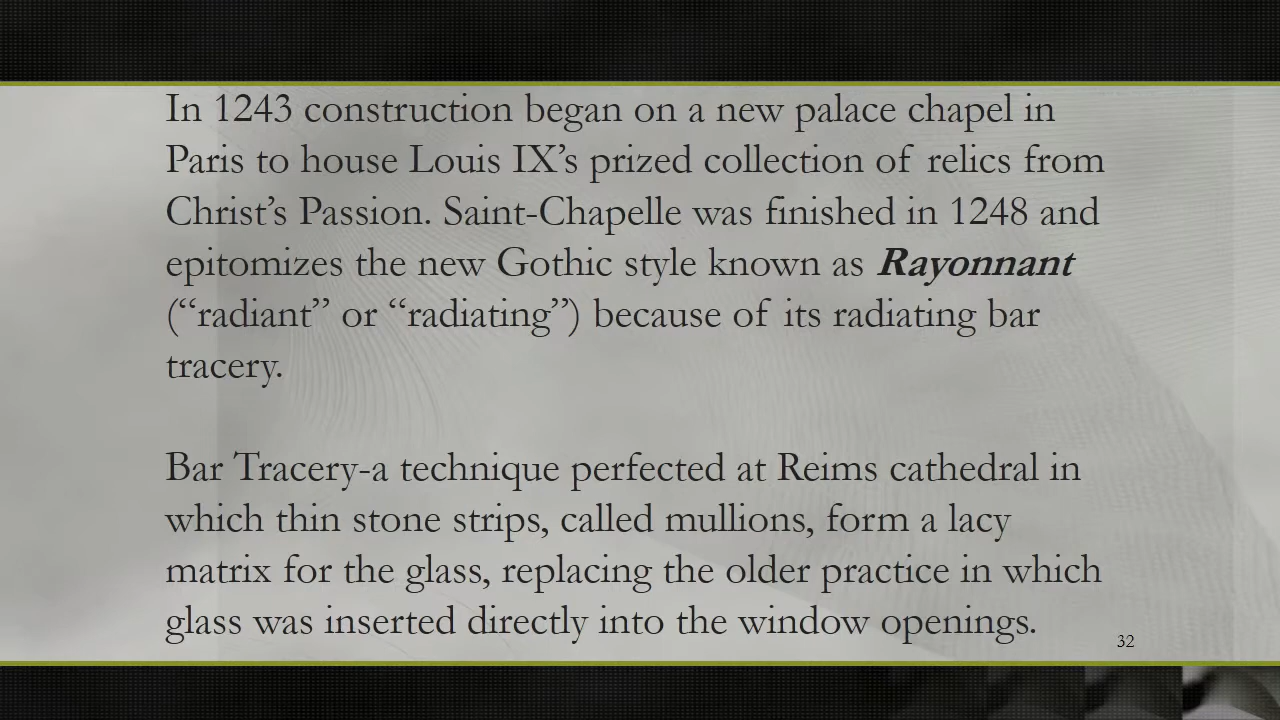 In 1243 construction began on a new palace chapel in
Paris to house Louis IX’s prized collection of relics from
Christ’s Passion. Saint-Chapelle was finished in 1248 and
epitomizes the new Gothic style known as Rayonnant
(“radiant” or “radiating”) because of its radiating bar
tracery.
Bar Tracery-a technique perfected at Reims cathedral in
which thin stone strips, called mullions, form a lacy
matrix for the glass, replacing the older practice in which
glass was inserted directly into the window openings.
32